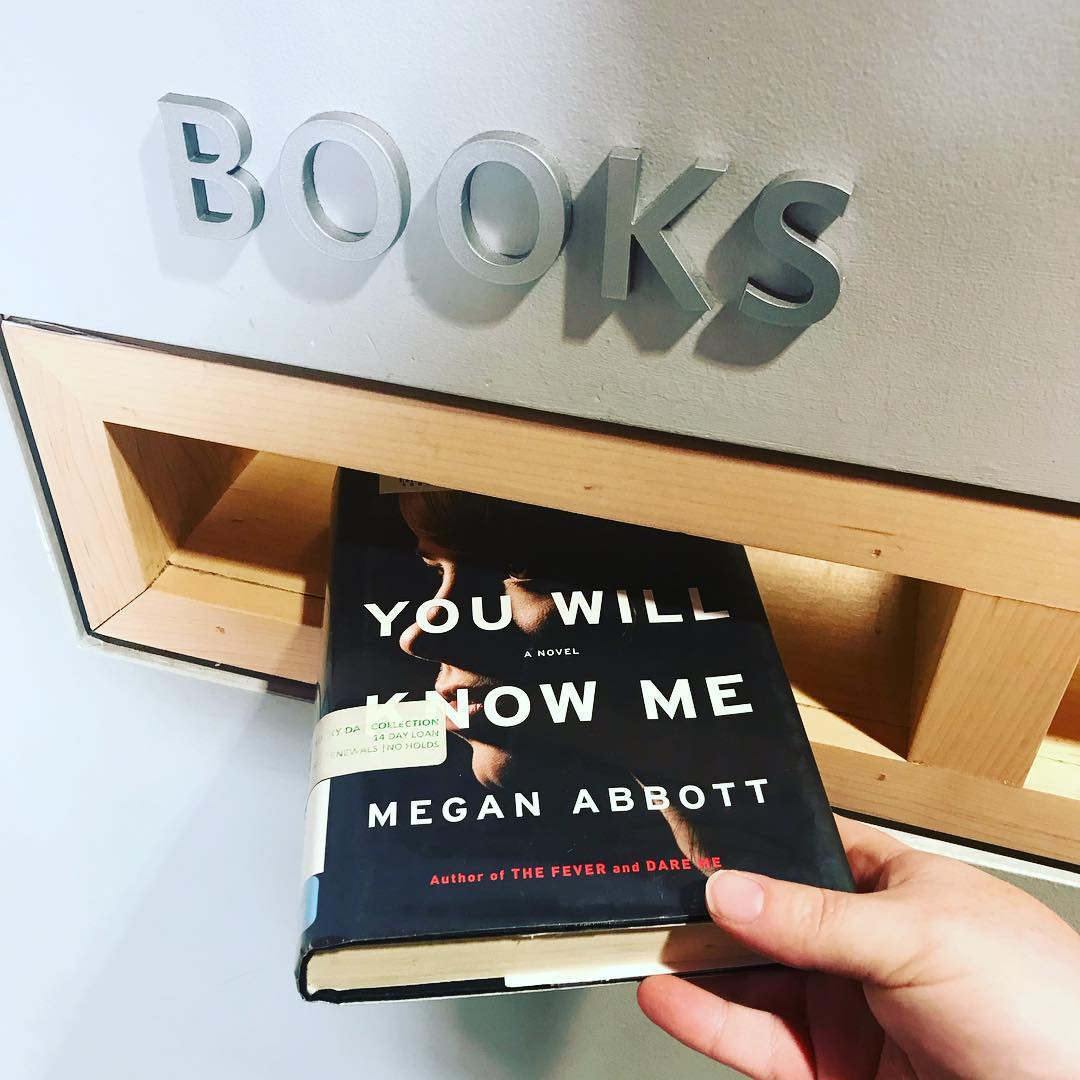 BOOKS
YOU WILL
A NOVEL
KNOW ME
COLLECTION
14 DAY LOAN
NO HOLDS
MEGAN ABBOTT
Author of THE FEVER and DARE ME